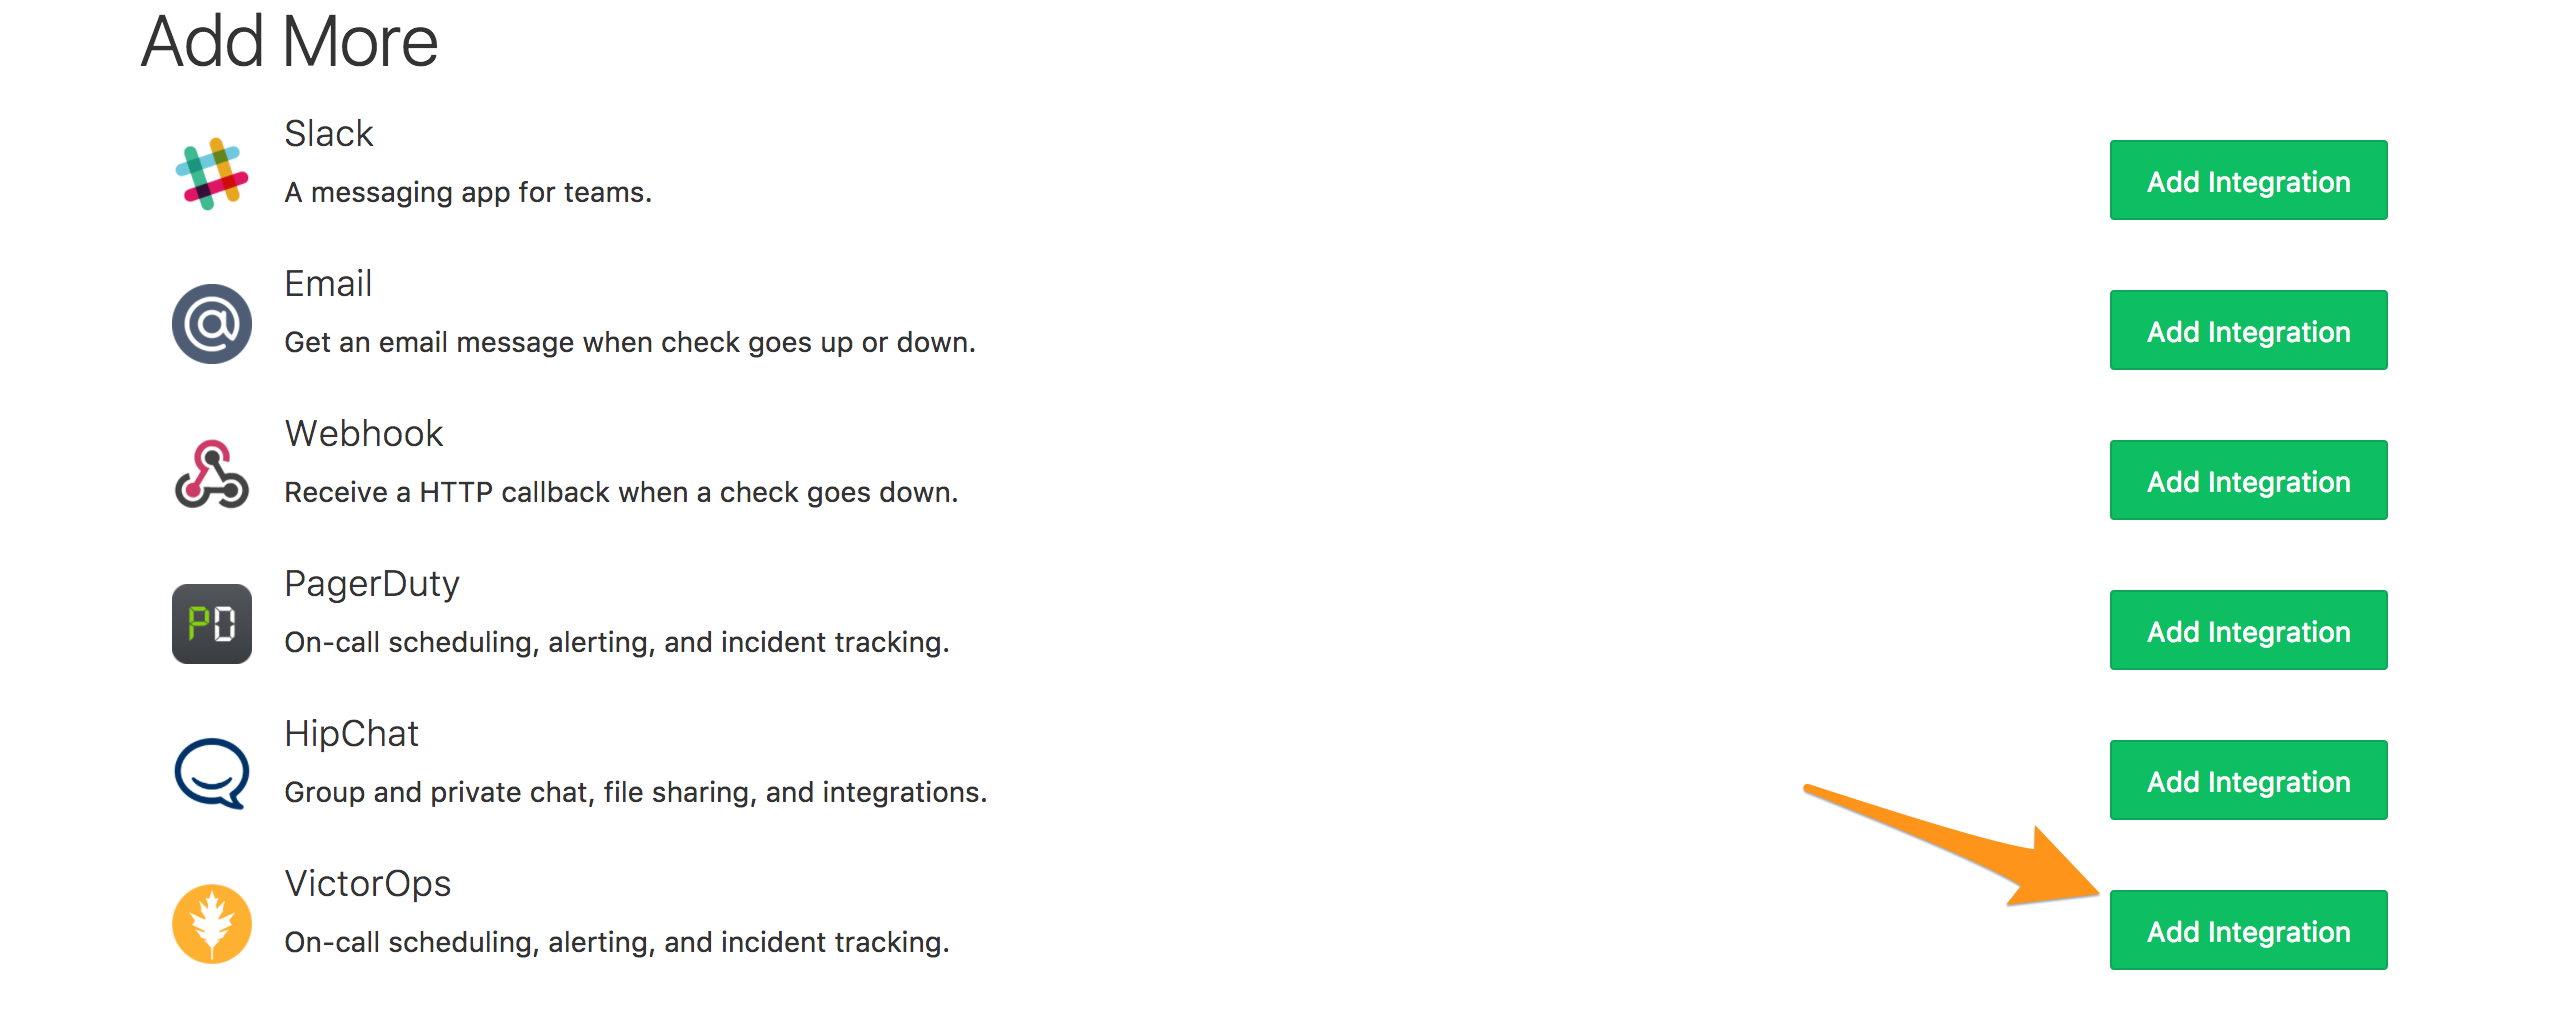 Add More
Slack
A messaging app for teams.
Add Integration
Email
Get an email message when check goes up or down.
Add Integration
Webhook
Receive a HTTP callback when a check goes down.
Add Integration
PD
PagerDuty
On-call scheduling, alerting, and incident tracking.
Add Integration
HipChat
Group and private chat, file sharing, and integrations.
Add Integration
VictorOps
On-call scheduling, alerting, and incident tracking.
Add Integration